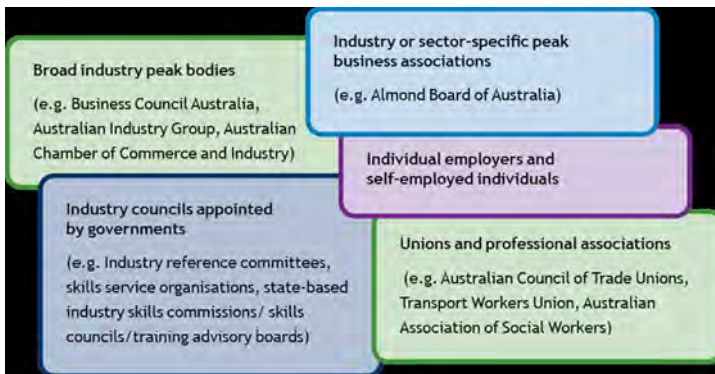 Broad industry peak bodies
(e.g. Business Council Australia,
Australian Industry Group, Australian
Chamber of Commerce and Industry)
Industry or sector-specific peak
business associations
(e.g. Almond Board of Australia)
Individual employers and
self-employed individuals
Industry councils appointed
by governments
(e.g. Industry reference committees,
skills service organisations, state-based
industry skills commissions/ skills
councils/training advisory boards)
Unions and professional associations
(e.g. Australian Council of Trade Unions,
Transport Workers Union, Australian
Association of Social Workers)